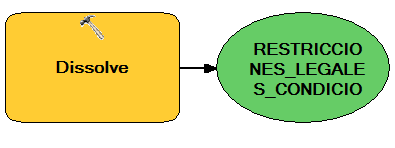 Dissolve
RESTRICCIO
NES_LEGALE
S_CONDICIO